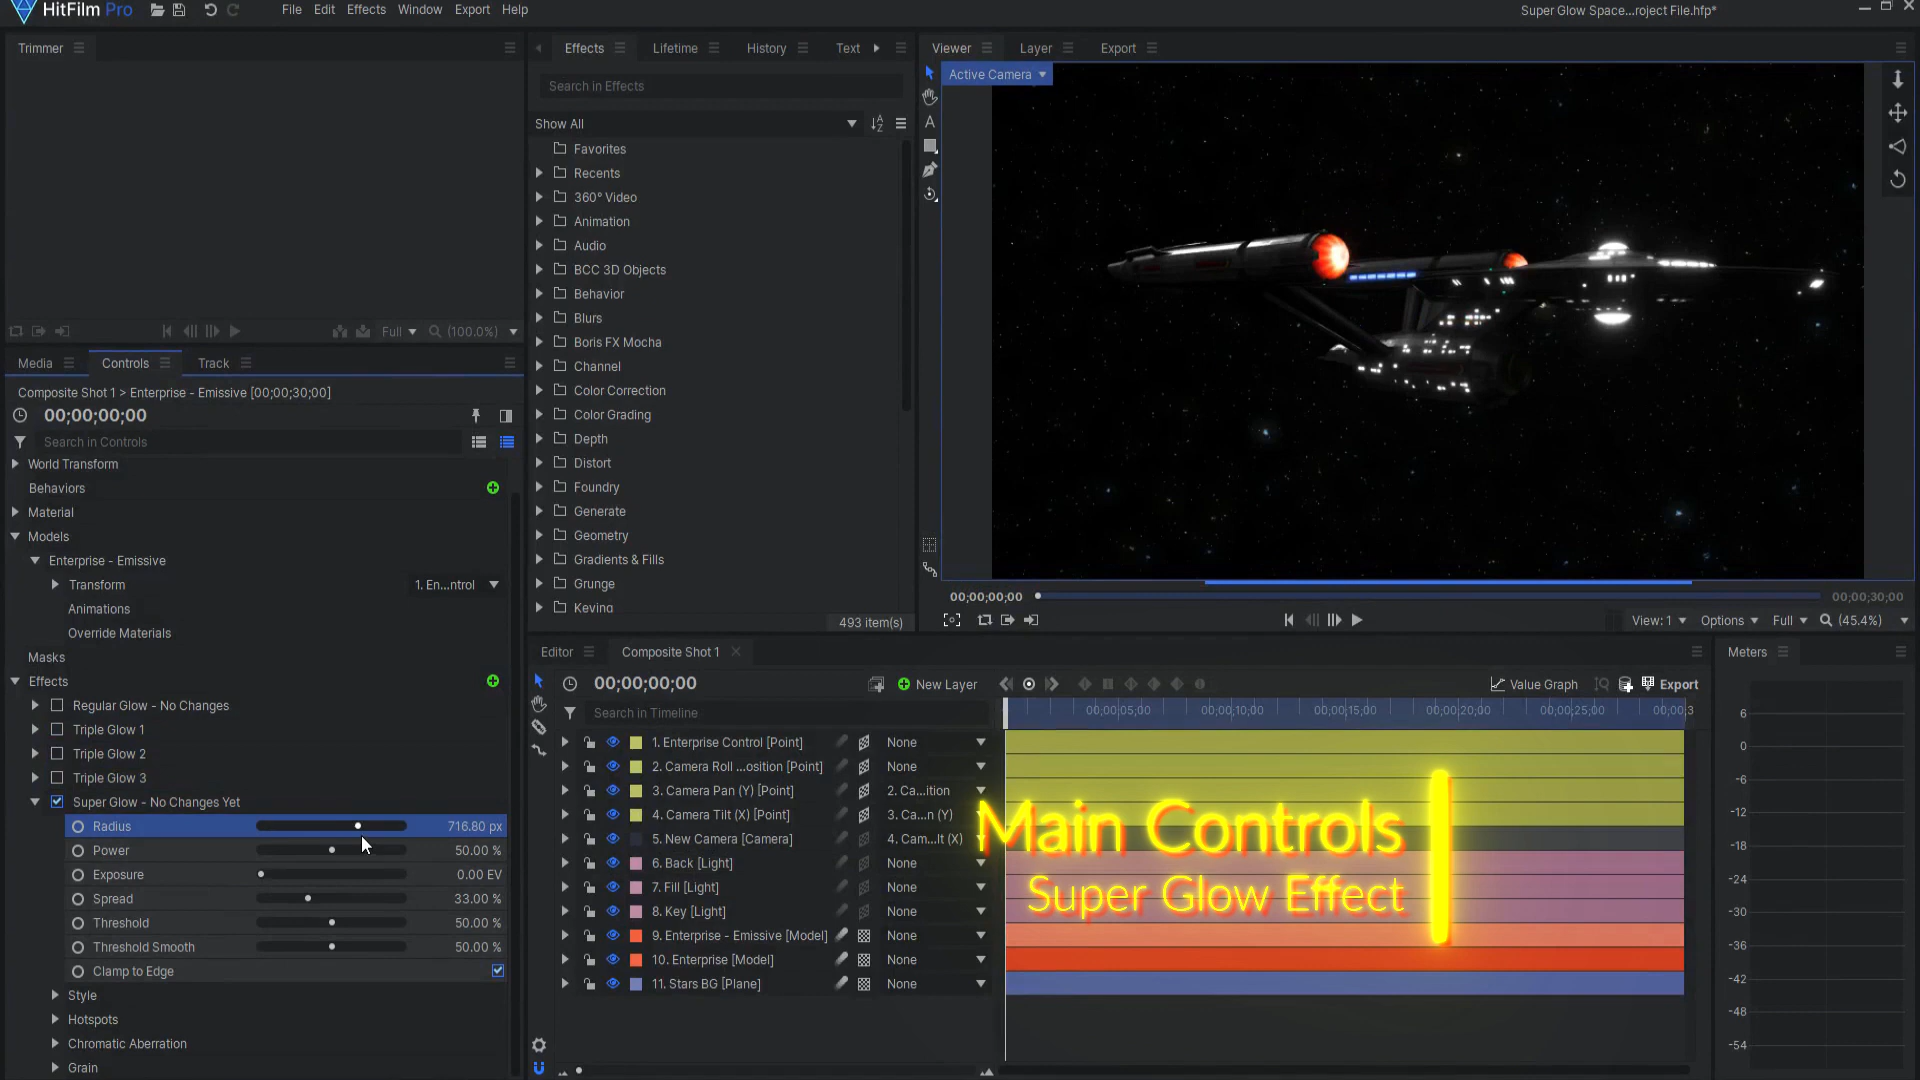 HitFilm Pro
File Edit Effects Window Export Help
Super Glow Space...roject File.hfp*
Trimmer
Full (100.0%)
Media Controls Track
Composite Shot 1 > Enterprise - Emissive [00;00;30;00]
00;00;00;00
Search in Controls
World Transform
Behaviors
Material
Models
Enterprise - Emissive
Transform 1. En...ntrol
Animations
Override Materials
Masks
Effects
Regular Glow - No Changes
Triple Glow 1
Triple Glow 2
Triple Glow 3
Super Glow - No Changes Yet
Radius 716.80 px
Power 50.00 %
Exposure 0.00 EV
Spread 33.00 %
Threshold 50.00 %
Threshold Smooth 50.00 %
Clamp to Edge
Style
Hotspots
Chromatic Aberration
Grain
Effects Lifetime History Text
Search in Effects
Show All
Favorites
Recents
360° Video
Animation
Audio
BCC 3D Objects
Behavior
Blurs
Boris FX Mocha
Channel
Color Correction
Color Grading
Depth
Distort
Foundry
Generate
Geometry
Gradients & Fills
Grunge
Keying
493 item(s)
Viewer Layer Export
Active Camera
00;00;00;00 00;00;30;00
View: 1 Options Full (45.4%)
Editor Composite Shot 1
00;00;00;00 New Layer Value Graph Export
Search in Timeline
00;00;05;00 00;00;10;00 00;00;15;00 00;00;20;00 00;00;25;00 00;00;3
1. Enterprise Control [Point] None
2. Camera Roll ...osition [Point] None
3. Camera Pan (Y) [Point] 2. Ca...ition
4. Camera Tilt (X) [Point] 3. Ca...n (Y)
5. New Camera [Camera] 4. Cam...lt (X)
6. Back [Light] None
7. Fill [Light] None
8. Key [Light] None
9. Enterprise - Emissive [Model] None
10. Enterprise [Model] None
11. Stars BG [Plane] None
Main Controls
Super Glow Effect
Meters
6
0
-6
-12
-18
-24
-30
-36
-42
-48
-54